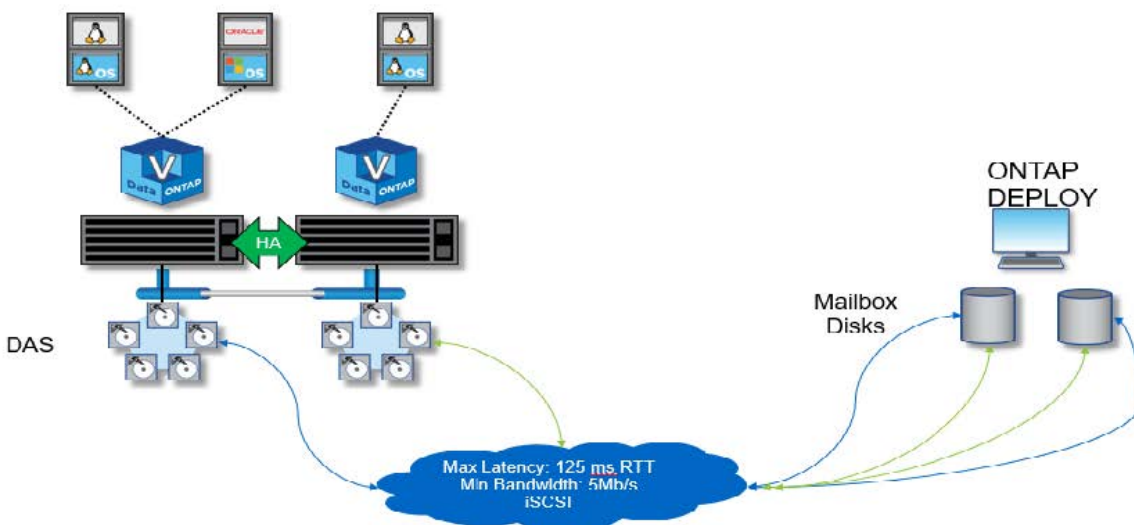 ORACLE
OS
OS
OS
V
Data ONTAP
V
Data ONTAP
HA
ONTAP
DEPLOY
Mailbox
Disks
DAS
Max Latency: 125 ms RTT
Min Bandwidth: 5Mb/s
iSCSI